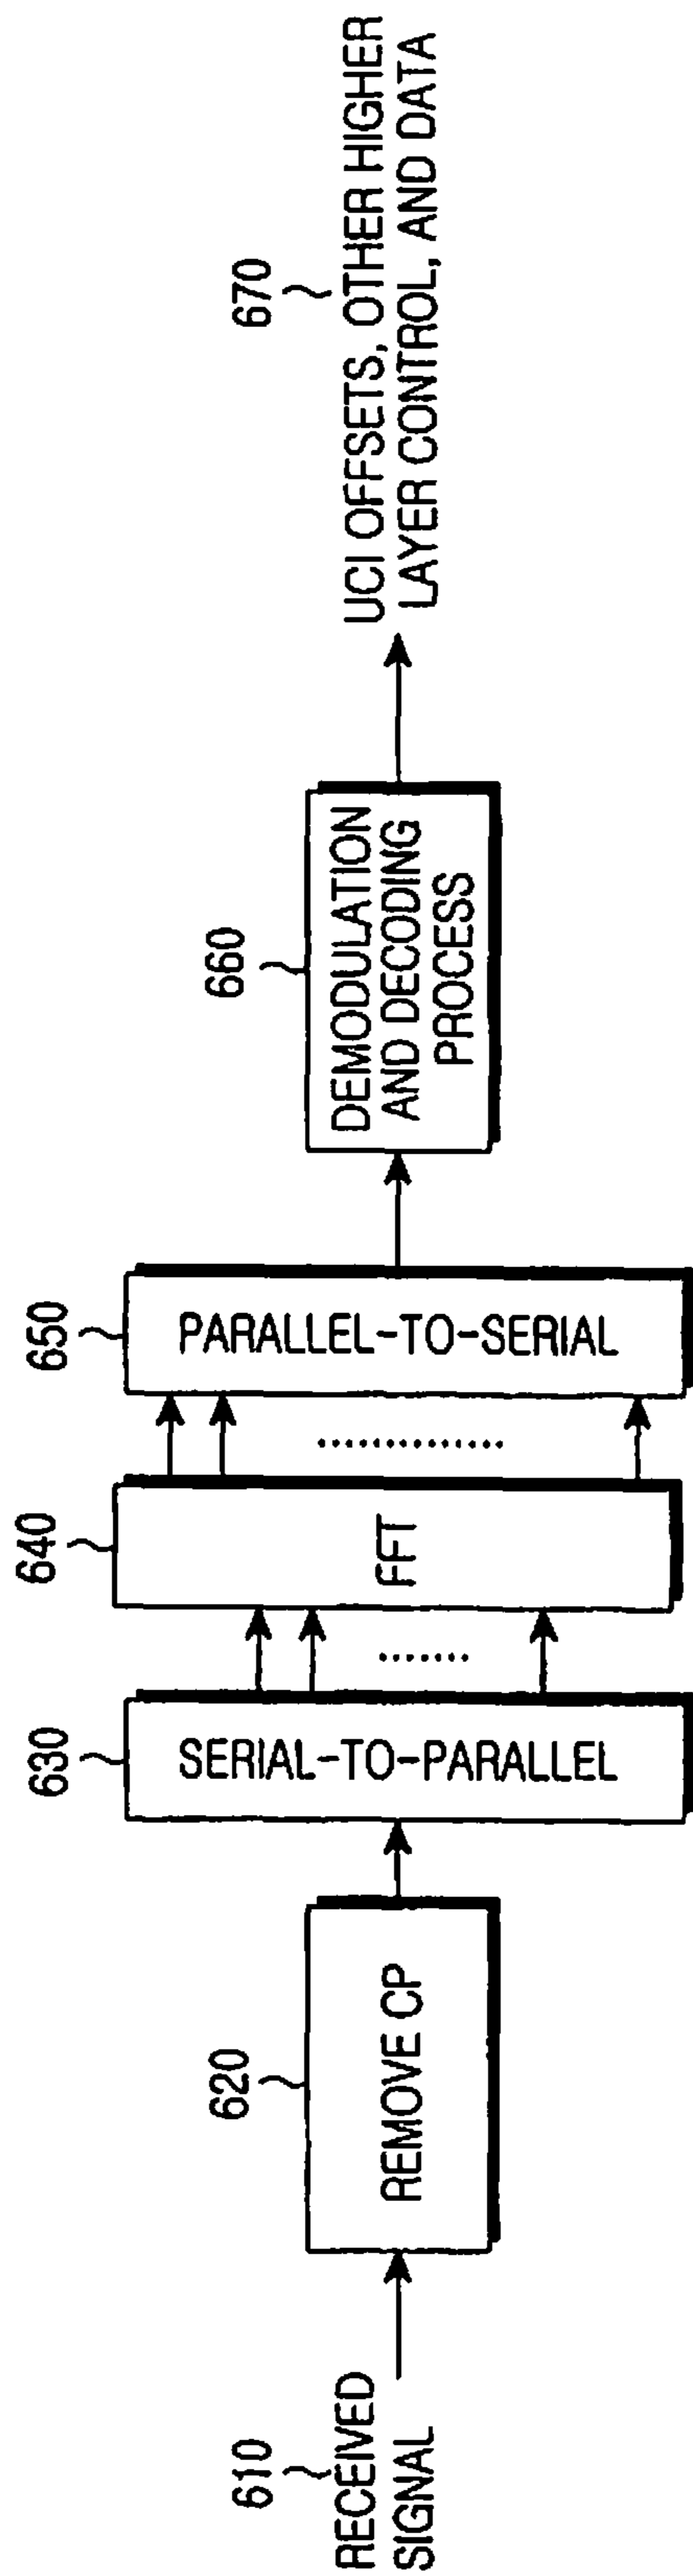 610
RECEIVED
SIGNAL
620
REMOVE CP
630
SERIAL-TO-PARALLEL
640
FFT
650
PARALLEL-TO-SERIAL
660
DEMODULATION
AND DECODING
PROCESS
670
UCI OFFSETS, OTHER HIGHER
LAYER CONTROL, AND DATA